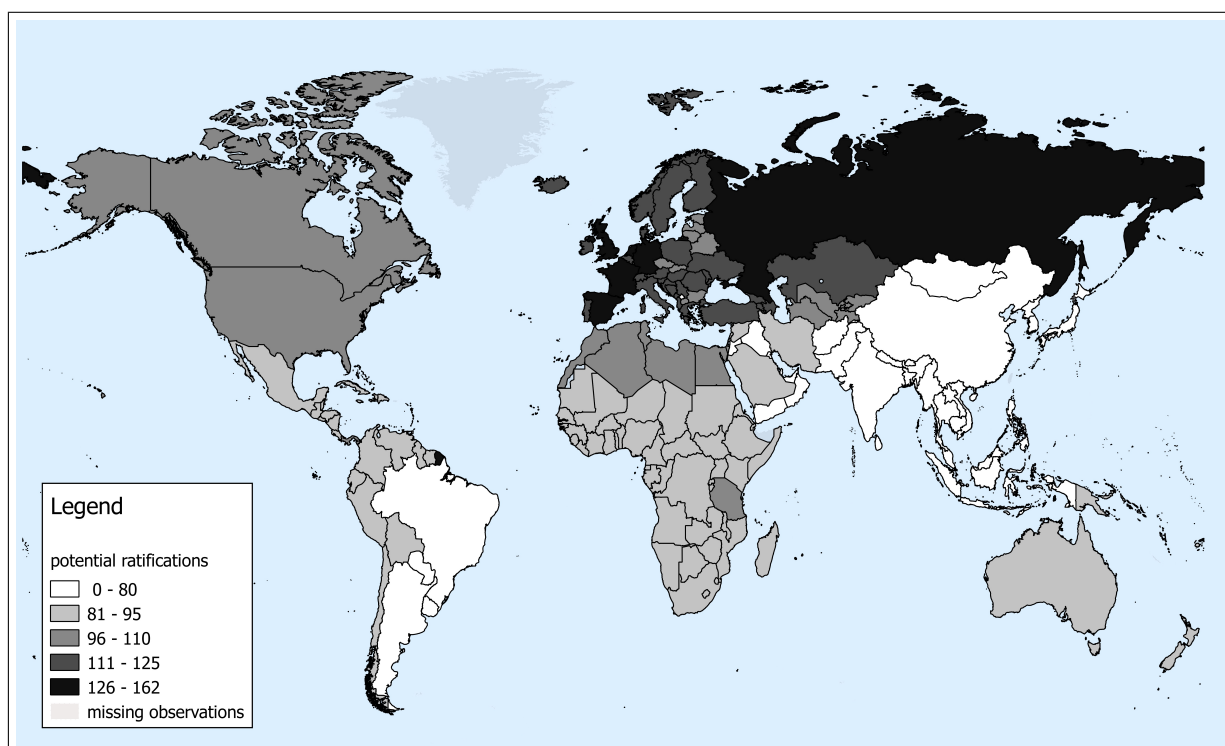 Legend
potential ratifications
0 - 80
81 - 95
96 - 110
111 - 125
126 - 162
missing observations